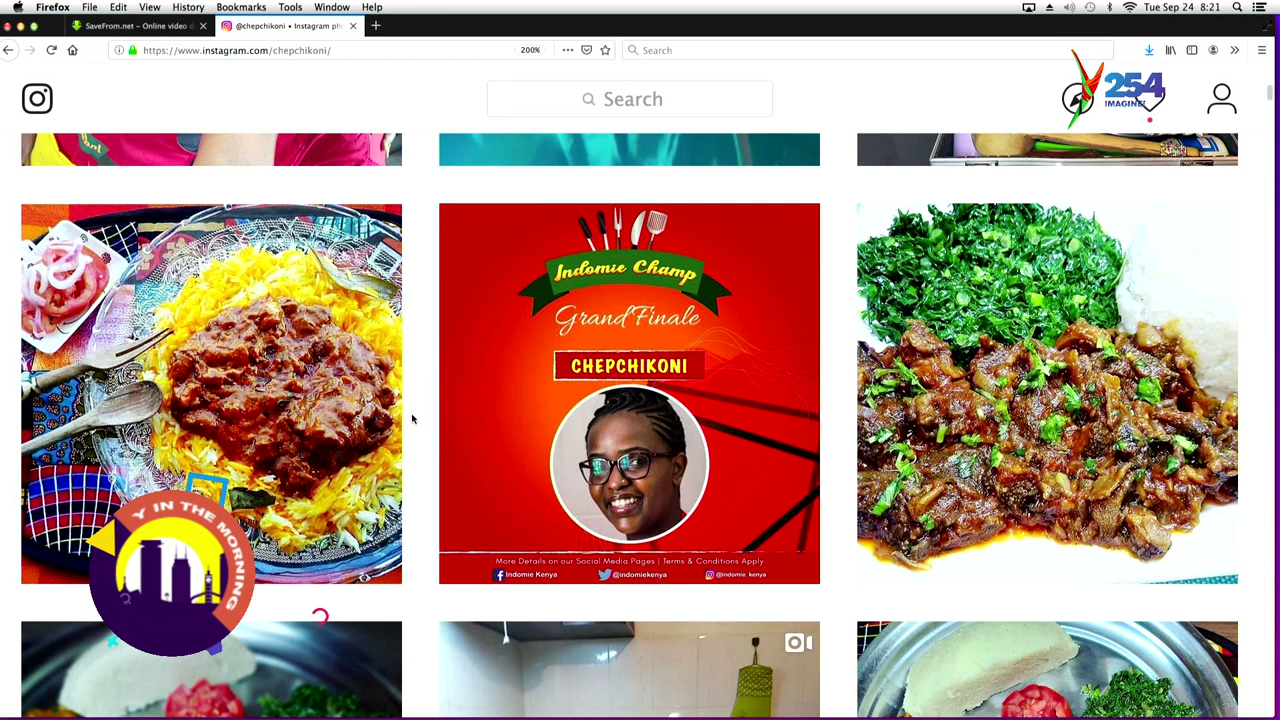 Firefox File Edit View History Bookmarks Tools Window Help Tue Sep 24 8:21
SaveFrom.net – Online video d
@chepchikoni • Instagram pho
https://www.instagram.com/chepchikoni/
200%
Search
Search
254
IMAGINE!
Indomie Champ
Grand Finale
CHEPCHIKONI
More Details on our Social Media Pages | Terms & Conditions Apply
Indomie Kenya @indomiekenya @indomie_kenya
Y IN THE MORNING